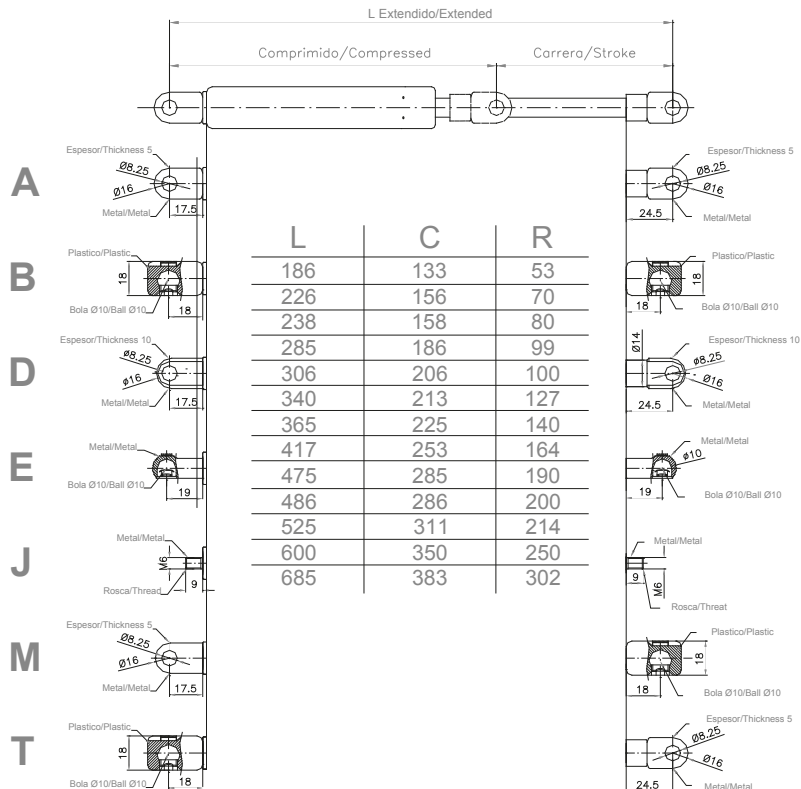 L Extendido/Extended
Comprimido/Compressed
Carrera/Stroke
A
Espesor/Thickness 5
Ø8.25
Ø16
Metal/Metal
17.5
Espesor/Thickness 5
Ø8.25
Ø16
24.5
Metal/Metal
L C R
186 133 53
226 156 70
238 158 80
285 186 99
306 206 100
340 213 127
365 225 140
417 253 164
475 285 190
486 286 200
525 311 214
600 350 250
685 383 302
B
Plastico/Plastic
18
Bola Ø10/Ball Ø10
18
Plastico/Plastic
18
18
Bola Ø10/Ball Ø10
D
Espesor/Thickness 10
Ø8.25
Ø16
Metal/Metal
17.5
Ø14
Espesor/Thickness 10
Ø8.25
Ø16
24.5
Metal/Metal
E
Metal/Metal
Bola Ø10/Ball Ø10
19
Metal/Metal
Ø10
19
Bola Ø10/Ball Ø10
J
Metal/Metal
M6
9
Rosca/Thread
Metal/Metal
9
M6
Rosca/Threat
M
Espesor/Thickness 5
Ø8.25
Ø16
Metal/Metal
17.5
Plastico/Plastic
18
18
Bola Ø10/Ball Ø10
T
Plastico/Plastic
18
Bola Ø10/Ball Ø10
18
Espesor/Thickness 5
Ø8.25
Ø16
24.5
Metal/Metal